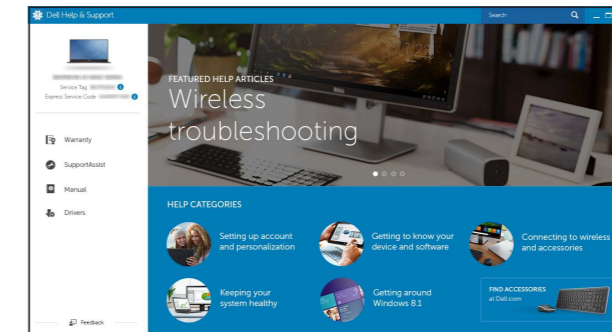 Dell Help & Support
Search
Service Tag
Express Service Code
Warranty
SupportAssist
Manual
Drivers
Feedback
FEATURED HELP ARTICLES
Wireless
troubleshooting
HELP CATEGORIES
Setting up account
and personalization
Getting to know your
device and software
Connecting to wireless
and accessories
Keeping your
system healthy
Getting around
Windows 8.1
FIND ACCESSORIES
at Dell.com